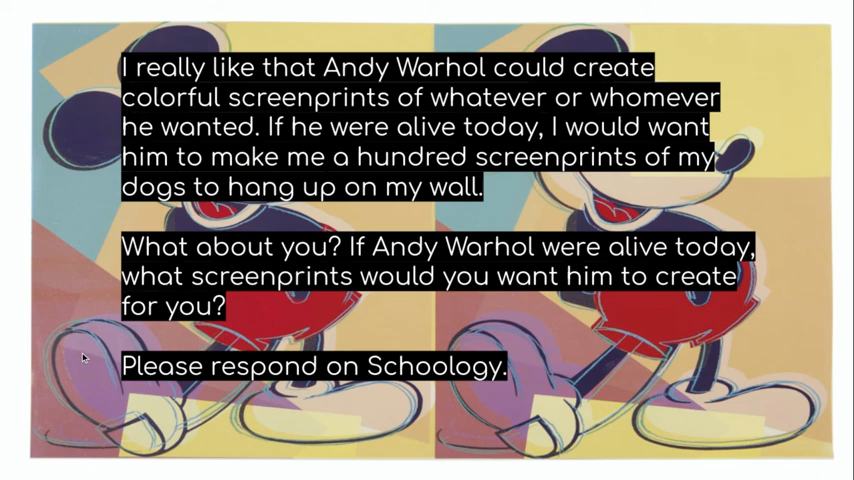 I really like that Andy Warhol could create
colorful screenprints of whatever or whomever
he wanted. If he were alive today, I would want
him to make me a hundred screenprints of my
dogs to hang up on my wall.
What about you? If Andy Warhol were alive today,
what screenprints would you want him to create
for you?
Please respond on Schoology.